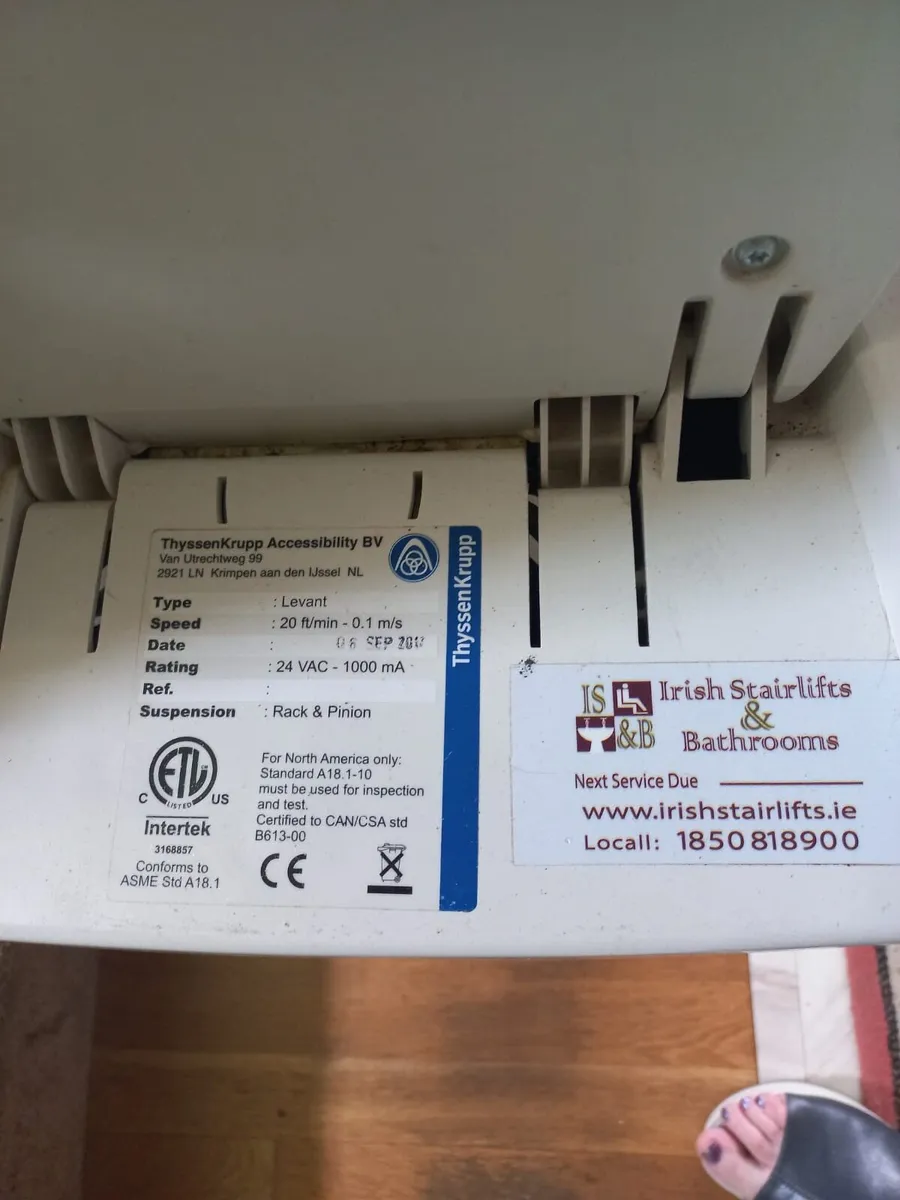 ThyssenKrupp Accessibility BV
Van Utrechtweg 99
2921 LN Krimpen aan den IJssel NL
Type : Levant
Speed : 20 ft/min - 0.1 m/s
Date : 06 SEP
Rating : 24 VAC - 1000 mA
Ref. :
Suspension : Rack & Pinion
ETL
LISTED
C US
Intertek
3168857
Conforms to
ASME Std A18.1
For North America only:
Standard A18.1-10
must be used for inspection
and test.
Certified to CAN/CSA std
B613-00
CE
ThyssenKrupp
IS
&B
Irish Stairlifts
&
Bathrooms
Next Service Due
www.irishstairlifts.ie
Locall: 1850 818900